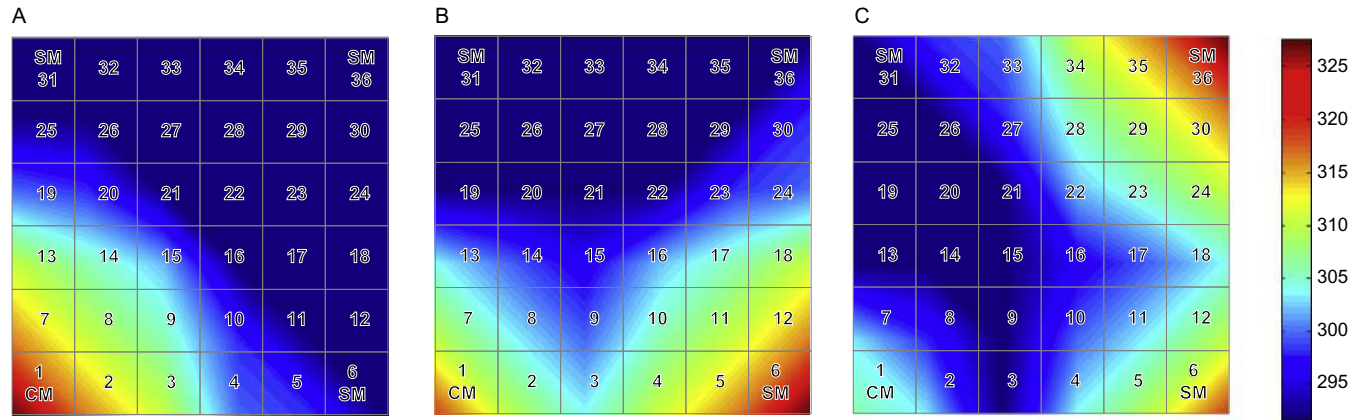 A
SM 31 32 33 34 35 SM 36
25 26 27 28 29 30
19 20 21 22 23 24
13 14 15 16 17 18
7 8 9 10 11 12
1 CM 2 3 4 5 6 SM
B
SM 31 32 33 34 35 SM 36
25 26 27 28 29 30
19 20 21 22 23 24
13 14 15 16 17 18
7 8 9 10 11 12
1 CM 2 3 4 5 6 SM
C
SM 31 32 33 34 35 SM 36
25 26 27 28 29 30
19 20 21 22 23 24
13 14 15 16 17 18
7 8 9 10 11 12
1 CM 2 3 4 5 6 SM
325
320
315
310
305
300
295